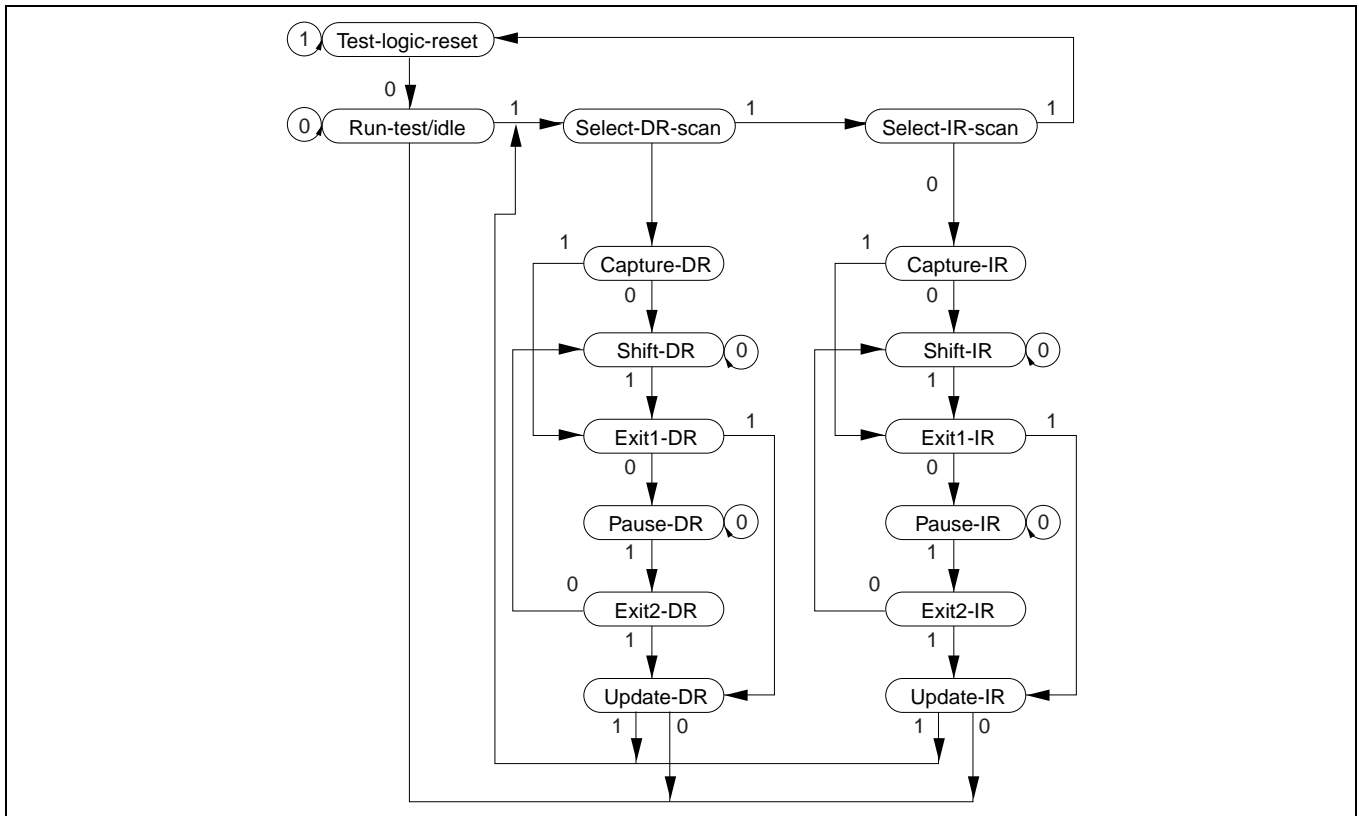 1 Test-logic-reset
0
0 Run-test/idle 1 Select-DR-scan 1 Select-IR-scan 1
0
1 1
Capture-DR Capture-IR
0 0
Shift-DR 0 Shift-IR 0
1 1
Exit1-DR 1 Exit1-IR 1
0 0
Pause-DR 0 Pause-IR 0
1 1
0 0
Exit2-DR Exit2-IR
1 1
Update-DR Update-IR
1 0 1 0